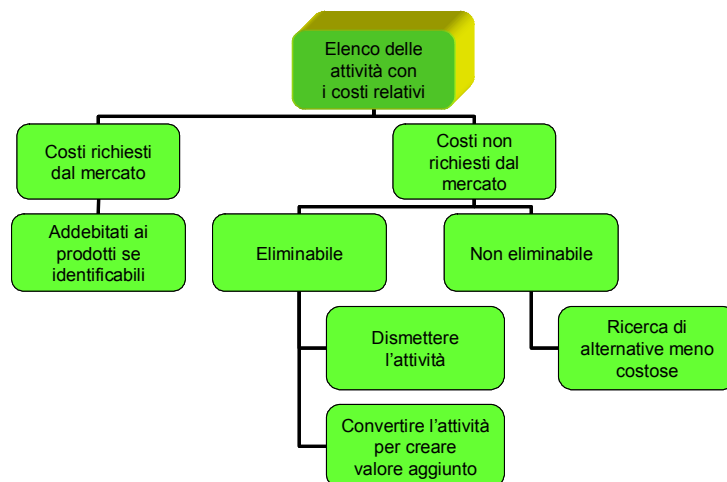 Elenco delle
attività con
i costi relativi
Costi richiesti
dal mercato
Costi non
richiesti dal
mercato
Addebitati ai
prodotti se
identificabili
Eliminabile
Non eliminabile
Dismettere
l’attività
Ricerca di
alternative meno
costose
Convertire l’attività
per creare
valore aggiunto